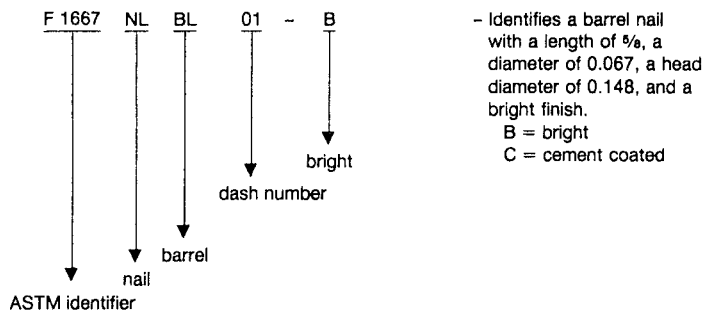 F 1667 NL BL 01 – B
bright
dash number
barrel
nail
ASTM identifier
– Identifies a barrel nail
with a length of 5/8, a
diameter of 0.067, a head
diameter of 0.148, and a
bright finish.
B = bright
C = cement coated